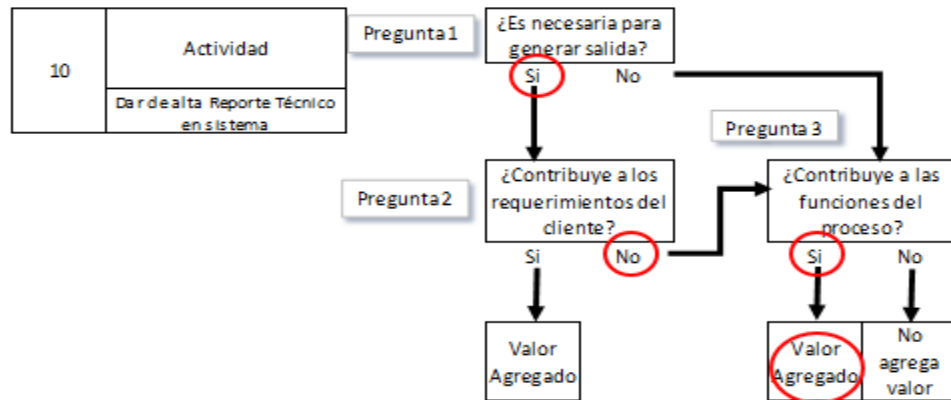 10
Actividad
Dar de alta Reporte Técnico
en sistema
Pregunta 1
¿Es necesaria para
generar salida?
Si
No
Pregunta 3
Pregunta 2
¿Contribuye a los
requerimientos del
cliente?
Si
No
¿Contribuye a las
funciones del
proceso?
Si
No
Valor
Agregado
Valor
Agregado
No
agrega
valor